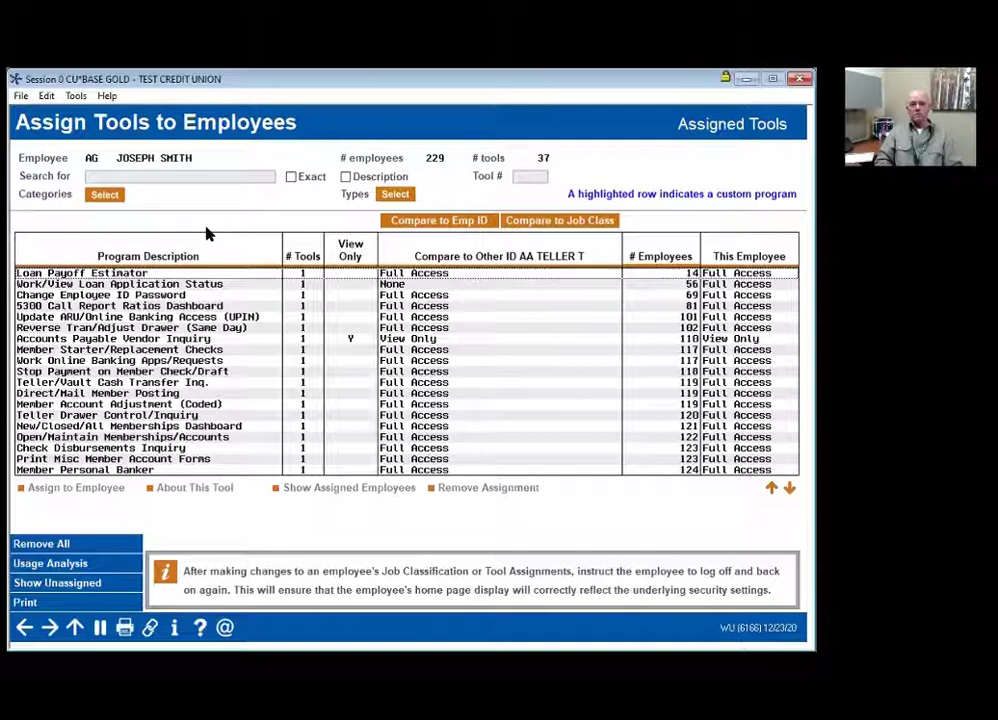 Session 0 CU*BASE GOLD - TEST CREDIT UNION
File Edit Tools Help
Assign Tools to Employees Assigned Tools
Employee AG JOSEPH SMITH # employees 229 # tools 37
Search for Exact Description Tool #
Categories Select Types Select A highlighted row indicates a custom program
Compare to Emp ID Compare to Job Class
Program Description # Tools View Only Compare to Other ID AA TELLER T # Employees This Employee
Loan Payoff Estimator 1 Full Access 14 Full Access
Work/View Loan Application Status 1 None 56 Full Access
Change Employee ID Password 1 Full Access 69 Full Access
5300 Call Report Ratios Dashboard 1 Full Access 81 Full Access
Update ARU/Online Banking Access (UPIN) 1 Full Access 101 Full Access
Reverse Tran/Adjust Drawer (Same Day) 1 Full Access 102 Full Access
Accounts Payable Vendor Inquiry 1 Y View Only 110 View Only
Member Starter/Replacement Checks 1 Full Access 117 Full Access
Work Online Banking Apps/Requests 1 Full Access 117 Full Access
Stop Payment on Member Check/Draft 1 Full Access 118 Full Access
Teller/Vault Cash Transfer Inq. 1 Full Access 119 Full Access
Direct/Mail Member Posting 1 Full Access 119 Full Access
Member Account Adjustment (Coded) 1 Full Access 119 Full Access
Teller Drawer Control/Inquiry 1 Full Access 120 Full Access
New/Closed/All Memberships Dashboard 1 Full Access 121 Full Access
Open/Maintain Memberships/Accounts 1 Full Access 122 Full Access
Check Disbursements Inquiry 1 Full Access 123 Full Access
Print Misc Member Account Forms 1 Full Access 123 Full Access
Member Personal Banker 1 Full Access 124 Full Access
Assign to Employee About This Tool Show Assigned Employees Remove Assignment
Remove All
Usage Analysis
Show Unassigned
Print
After making changes to an employee's Job Classification or Tool Assignments, instruct the employee to log off and back
on again. This will ensure that the employee's home page display will correctly reflect the underlying security settings.
WU (6166) 12/23/20